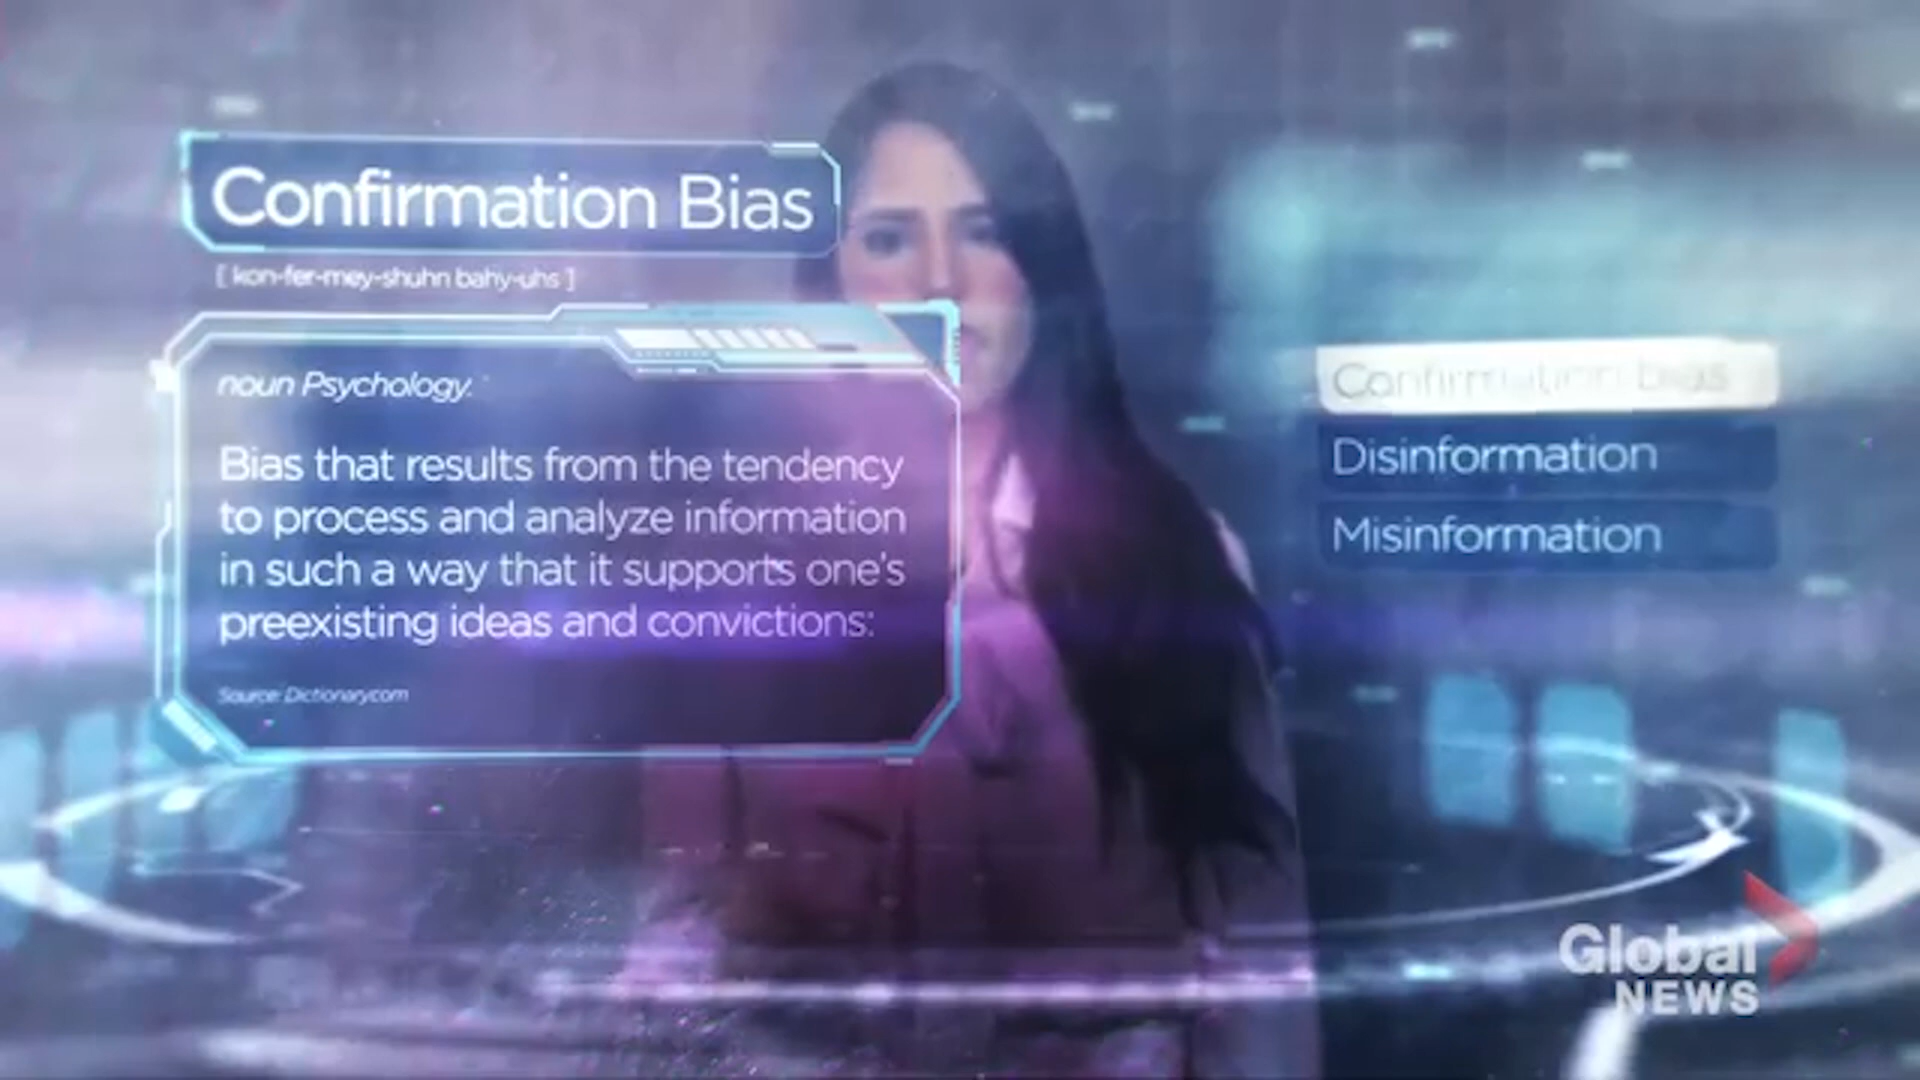 Confirmation Bias
[ kon-fer-mey-shuhn bahy-uhs ]
noun Psychology.
Bias that results from the tendency
to process and analyze information
in such a way that it supports one's
preexisting ideas and convictions:
Source: Dictionary.com
Confirmation bias
Disinformation
Misinformation
Global
NEWS